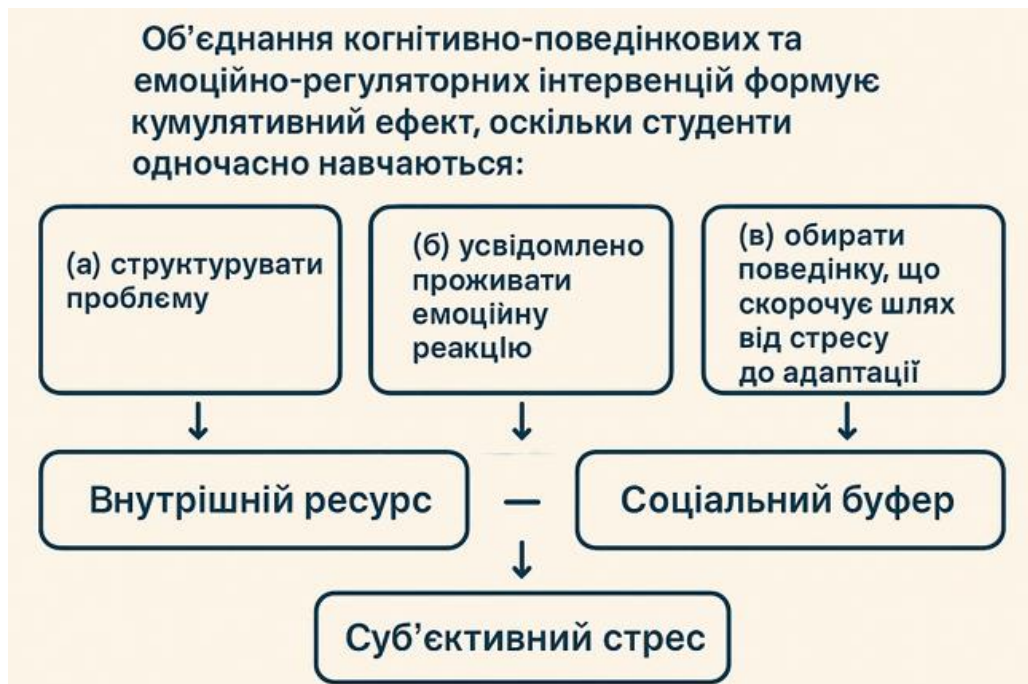 Об’єднання когнітивно-поведінкових та
емоційно-регуляторних інтервенцій формує
кумулятивний ефект, оскільки студенти
одночасно навчаються:
(а) структурувати
проблєму
(б) усвідомлено
проживати
емоційну
реакцІю
(в) обирати
поведінку, що
скорочує шлях
від стресу
до адаптації
Внутрішній ресурс
—
Соціальний буфер
Суб’єктивний стрес